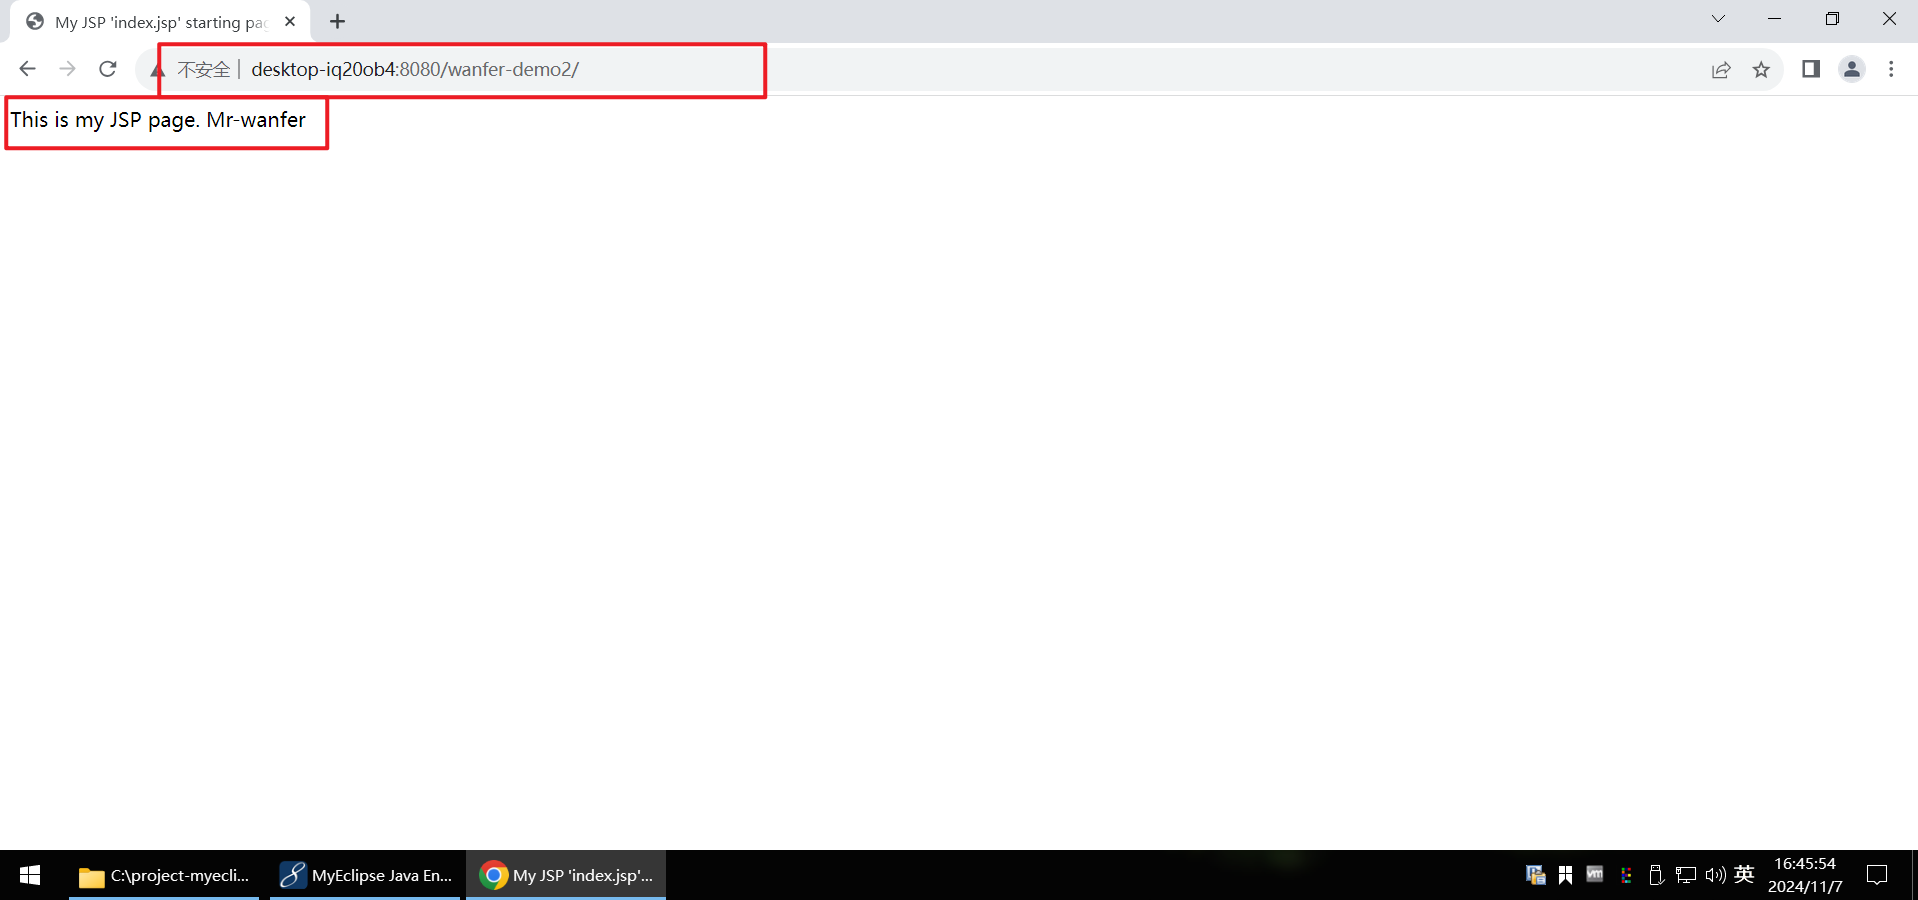 My JSP 'index.jsp' starting pa
不安全 | desktop-iq20ob4:8080/wanfer-demo2/
This is my JSP page. Mr-wanfer
C:\project-myecli...
MyEclipse Java En...
My JSP 'index.jsp'...
vm
英
16:45:54
2024/11/7